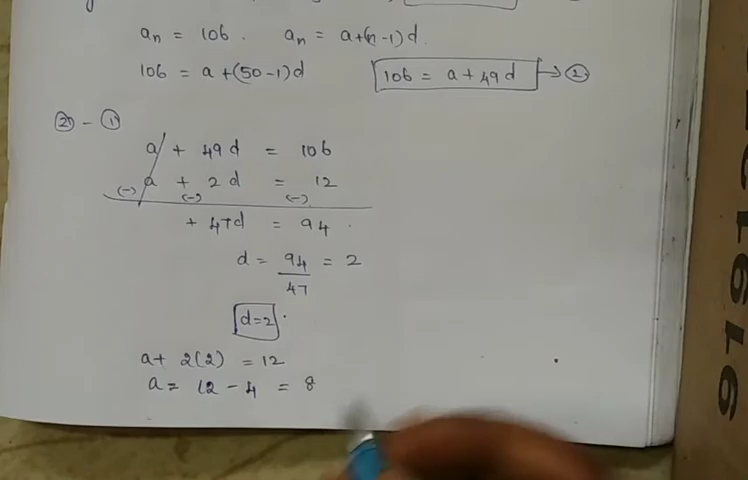 an = 106. an = a+(n-1)d.
106 = a+(50-1)d 106 = a+49d → ②
② - ①
a + 49d = 106
(-) a + 2d = 12
(-) (-)
+ 47d = 94.
d = 94/47 = 2
d=2.
a+ 2(2) = 12
a = 12 - 4 = 8